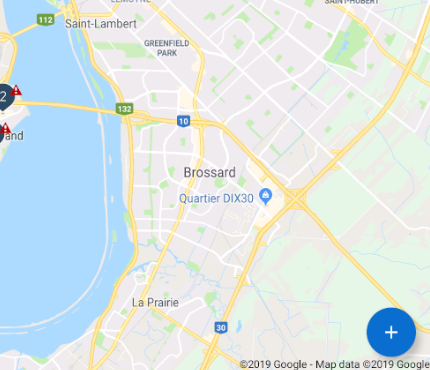 LEMOYNE
SAINT-HUBERT
112
Saint-Lambert
GREENFIELD
PARK
2
132
10
and
Brossard
Quartier DIX30
La Prairie
30
+
©2019 Google - Map data ©2019 Google